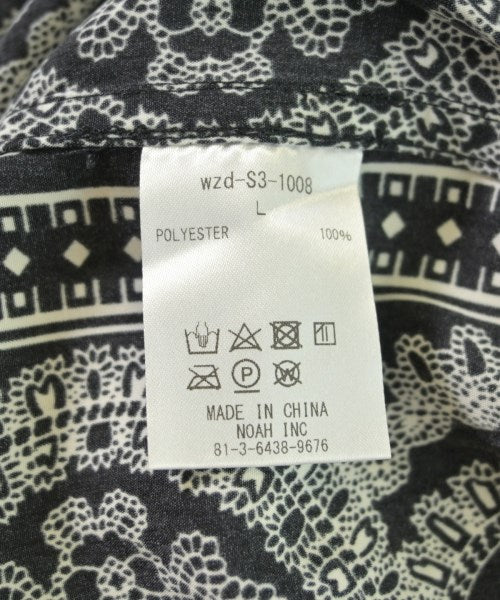 wzd-S3-1008
L
POLYESTER 100%
P W
MADE IN CHINA
NOAH INC
81-3-6438-9676